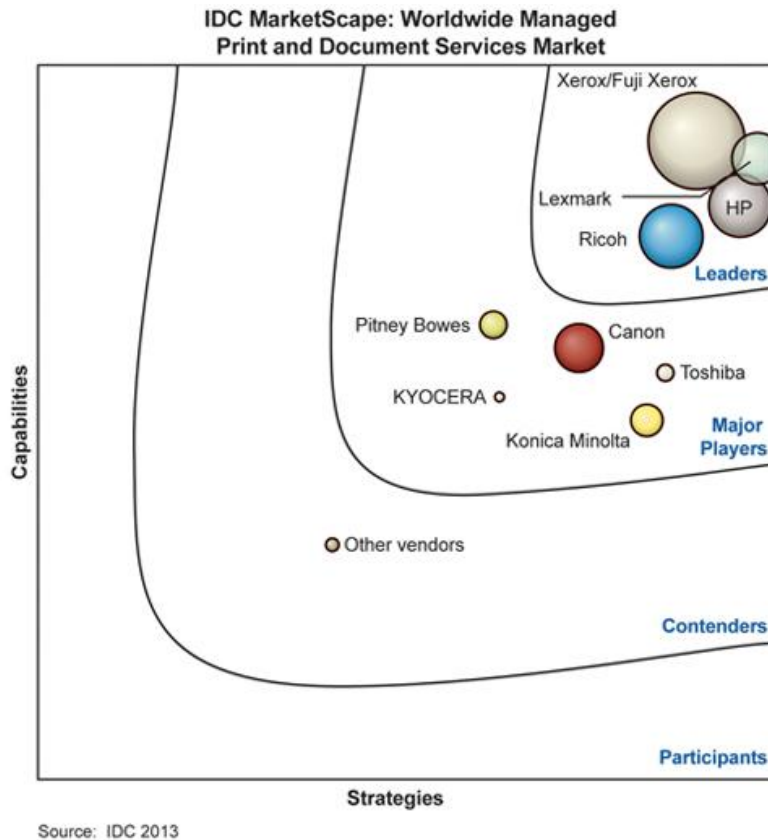 IDC MarketScape: Worldwide Managed
Print and Document Services Market
Xerox/Fuji Xerox
Lexmark
HP
Ricoh
Leaders
Pitney Bowes
Canon
Toshiba
KYOCERA
Konica Minolta
Major
Players
Capabilities
Other vendors
Contenders
Participants
Strategies
Source: IDC 2013